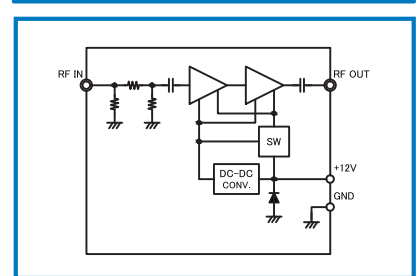 RF IN
RF OUT
SW
+12V
DC-DC
CONV.
GND